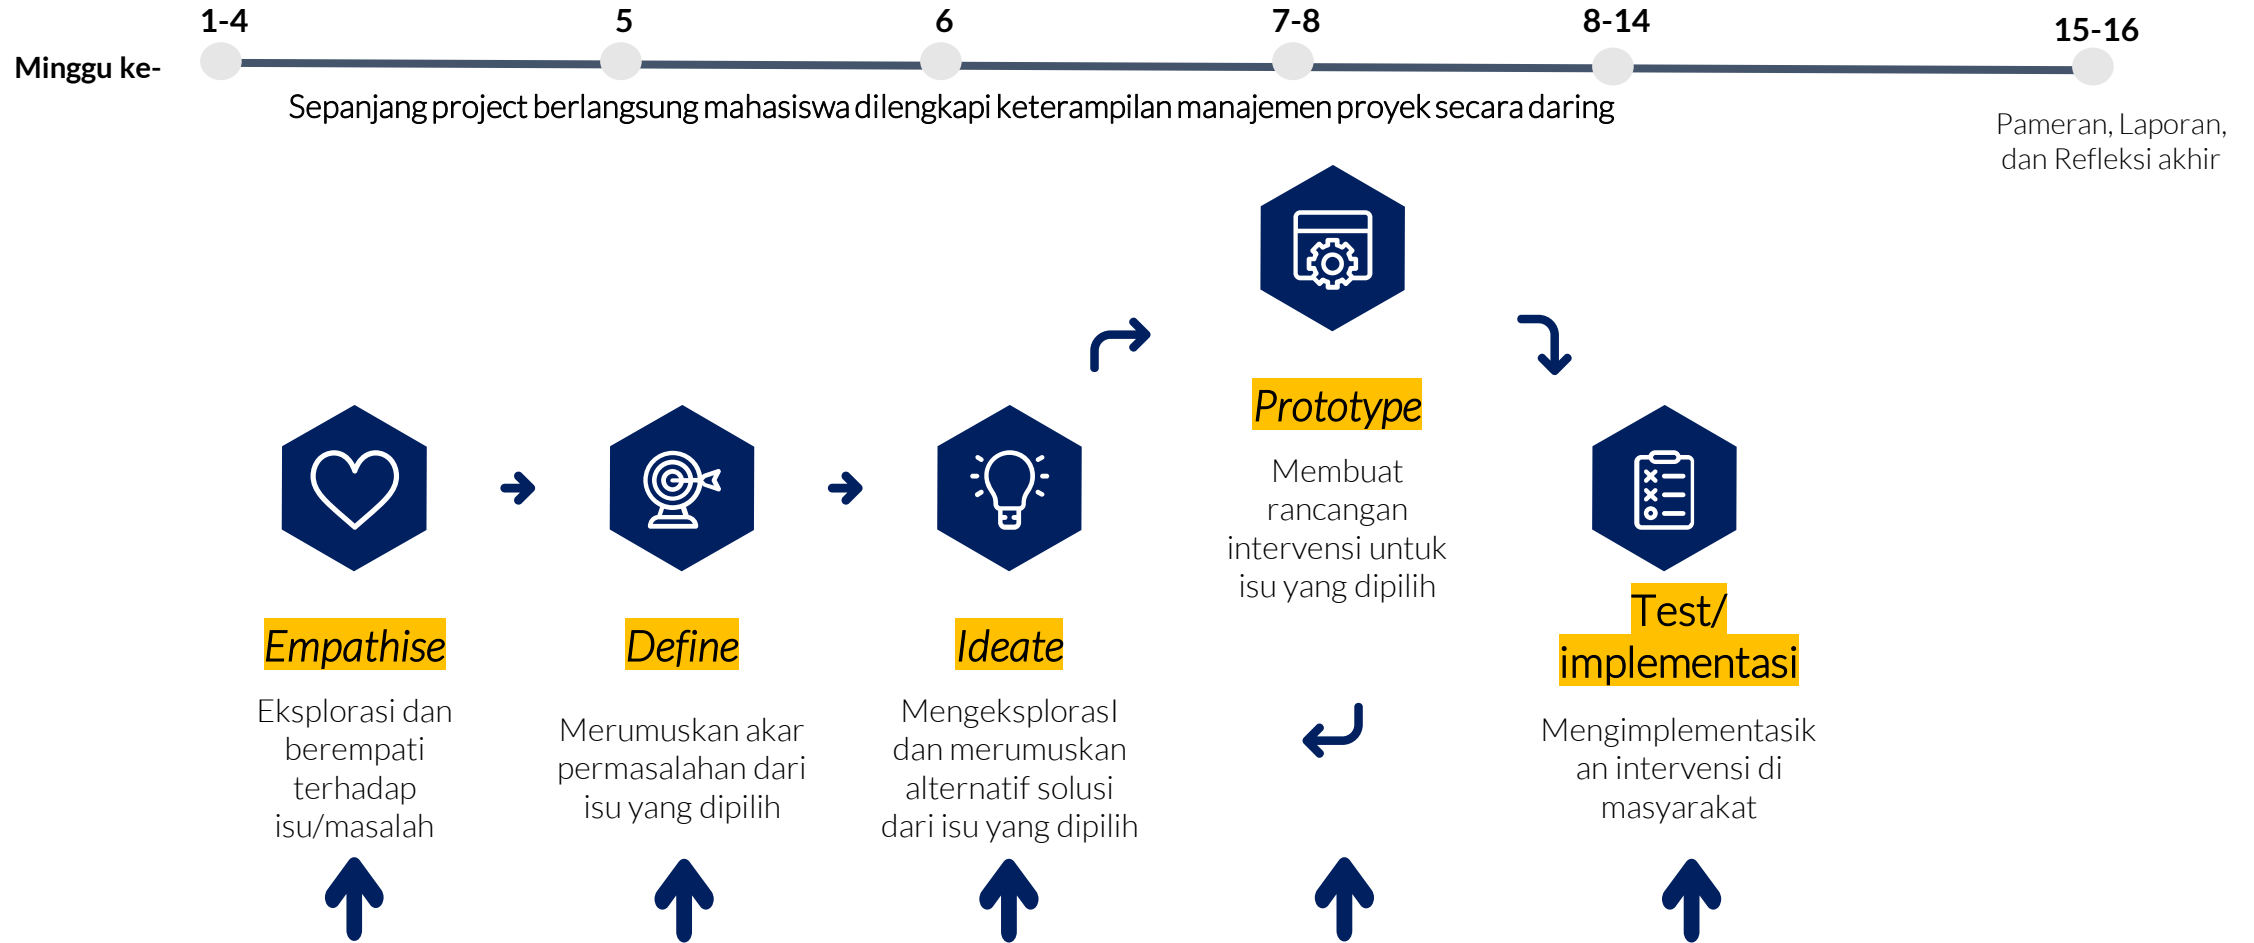 1-4
5
6
7-8
8-14
15-16
Minggu ke-
Sepanjang project berlangsung mahasiswa dilengkapi keterampilan manajemen proyek secara daring
Pameran, Laporan,
dan Refleksi akhir
Empathise
Eksplorasi dan
berempati
terhadap
isu/masalah
Define
Merumuskan akar
permasalahan dari
isu yang dipilih
Ideate
MengeksplorasI
dan merumuskan
alternatif solusi
dari isu yang dipilih
Prototype
Membuat
rancangan
intervensi untuk
isu yang dipilih
Test/
implementasi
Mengimplementasik
an intervensi di
masyarakat